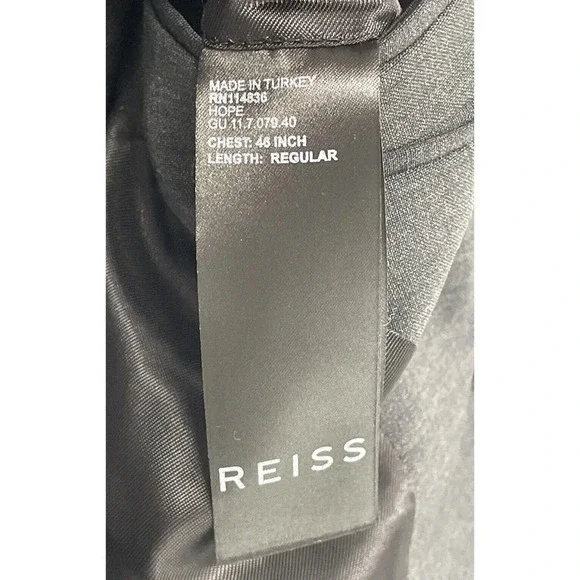 MADE IN TURKEY
RN114836
HOPE
GU 11.7.079.40
CHEST: 46 INCH
LENGTH: REGULAR
REISS